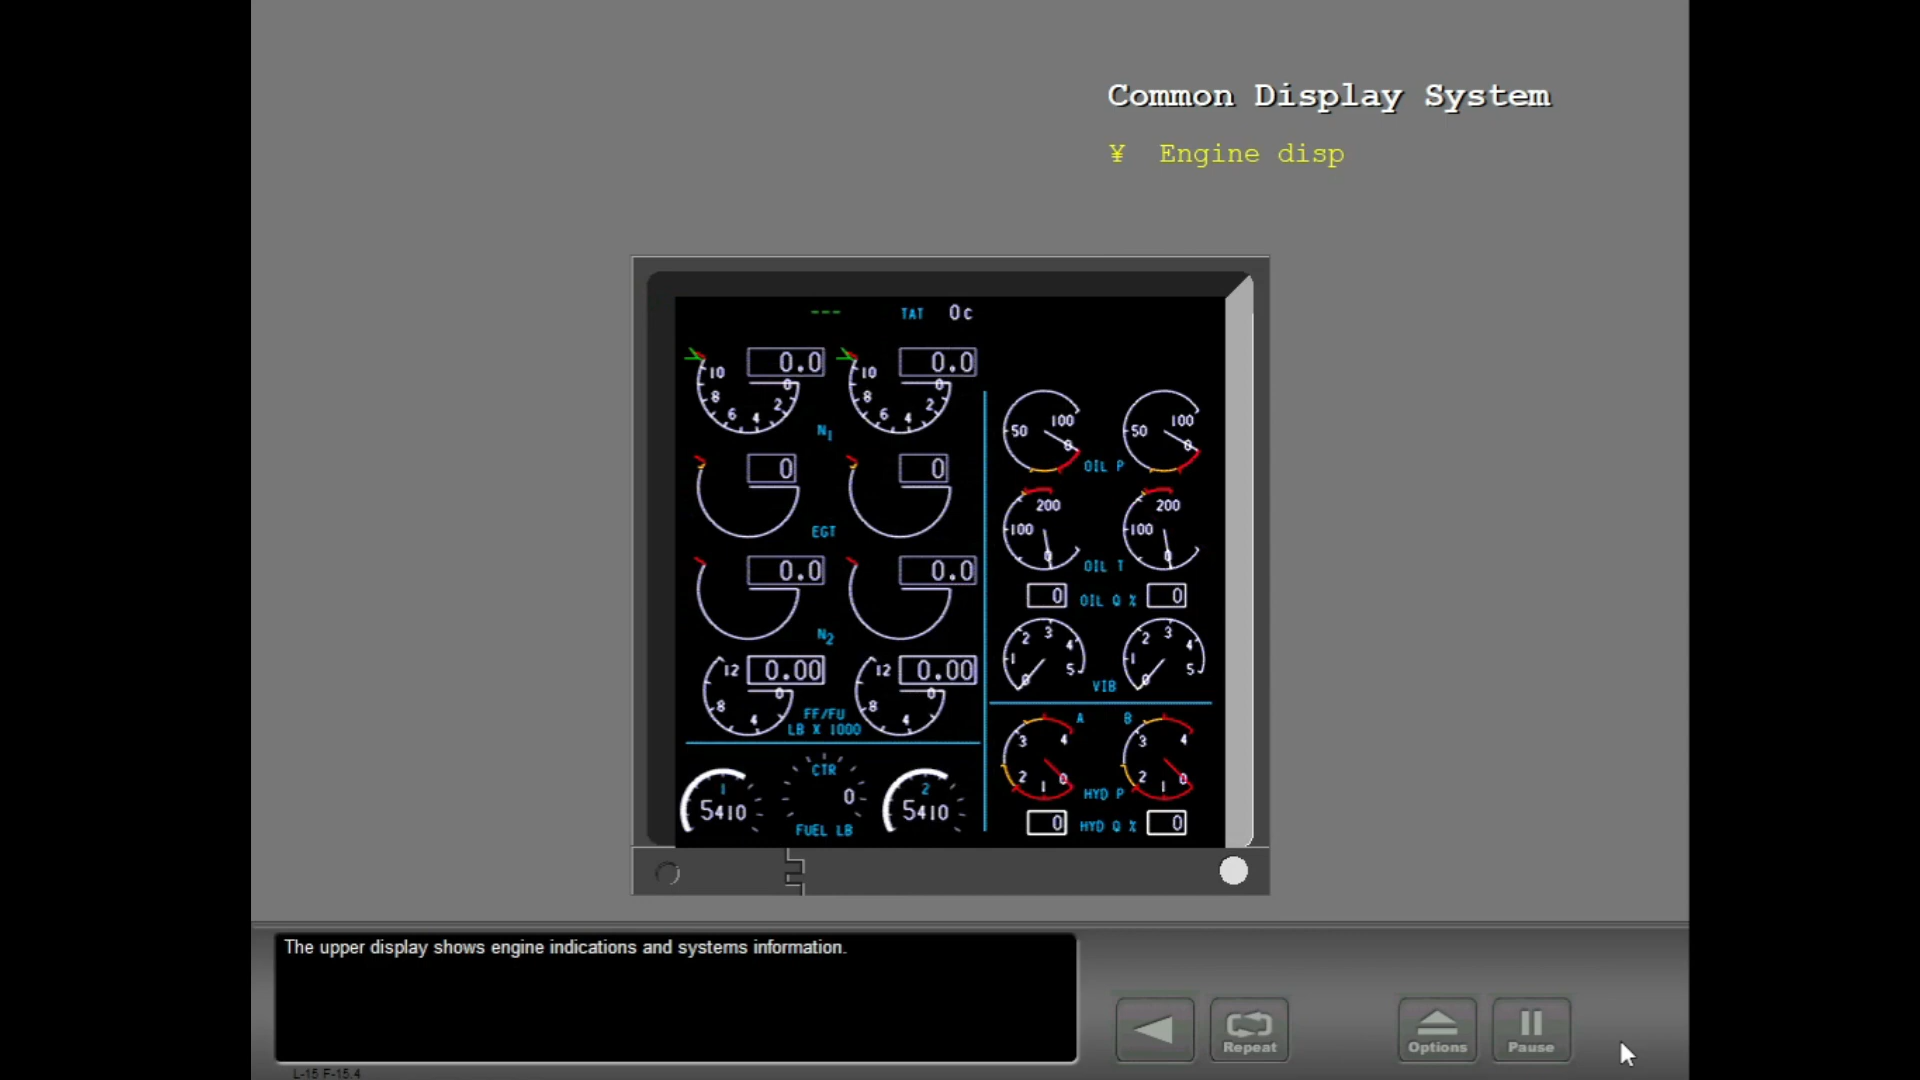 Common Display System
¥ Engine disp
--- TAT 0c
0.0 0.0
10 8 6 4 2 0 10 8 6 4 2 0
N1
0 0
EGT
0.0 0.0
N2
0.00 0.00
12 8 4 0 12 8 4 0
FF/FU
LB X 1000
1 CTR 2
5410 0 5410
FUEL LB
50 100 0 50 100 0
OIL P
200 100 0 200 100 0
OIL T
0 OIL Q % 0
1 2 3 4 5 0 1 2 3 4 5 0
VIB
A B
3 4 2 1 0 3 4 2 1 0
HYD P
0 HYD Q % 0
The upper display shows engine indications and systems information.
Repeat Options Pause
L-15 F-15.4